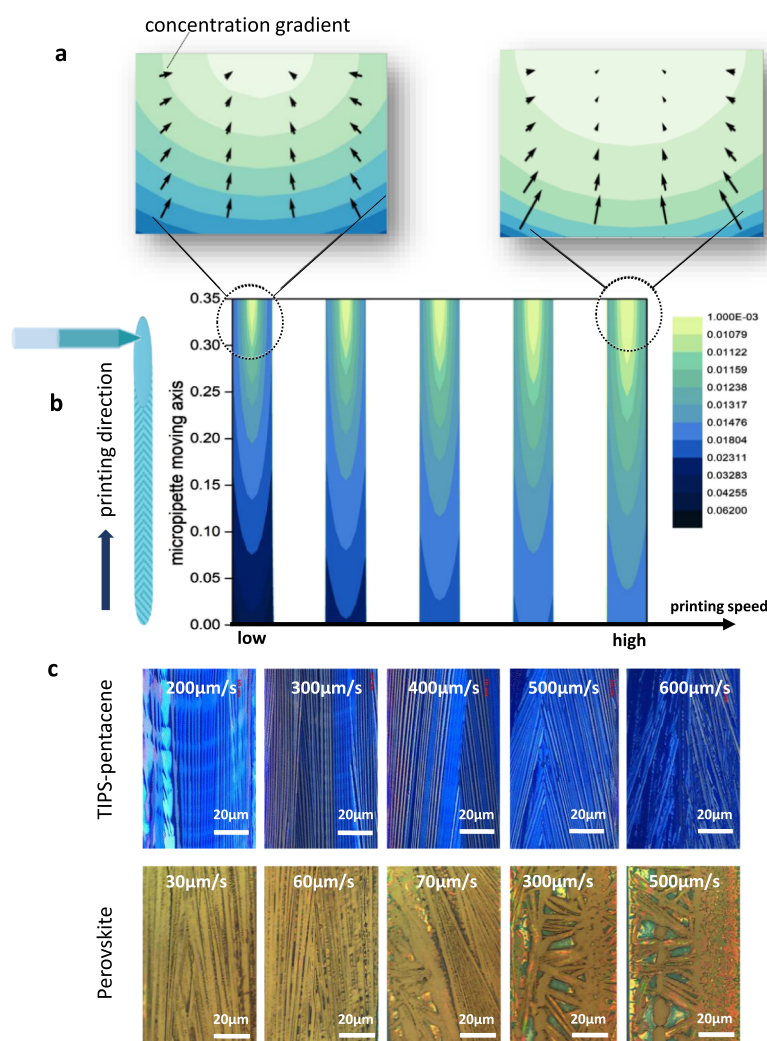 concentration gradient
a
b
printing direction
micropipette moving axis
0.35
0.30
0.25
0.20
0.15
0.10
0.05
0.00
1.000E-03
0.01079
0.01122
0.01159
0.01238
0.01317
0.01476
0.01804
0.02311
0.03283
0.04255
0.06200
printing speed
low
high
c
TIPS-pentacene
200μm/s
300μm/s
400μm/s
500μm/s
600μm/s
20μm
20μm
20μm
20μm
20μm
Perovskite
30μm/s
60μm/s
70μm/s
300μm/s
500μm/s
20μm
20μm
20μm
20μm
20μm